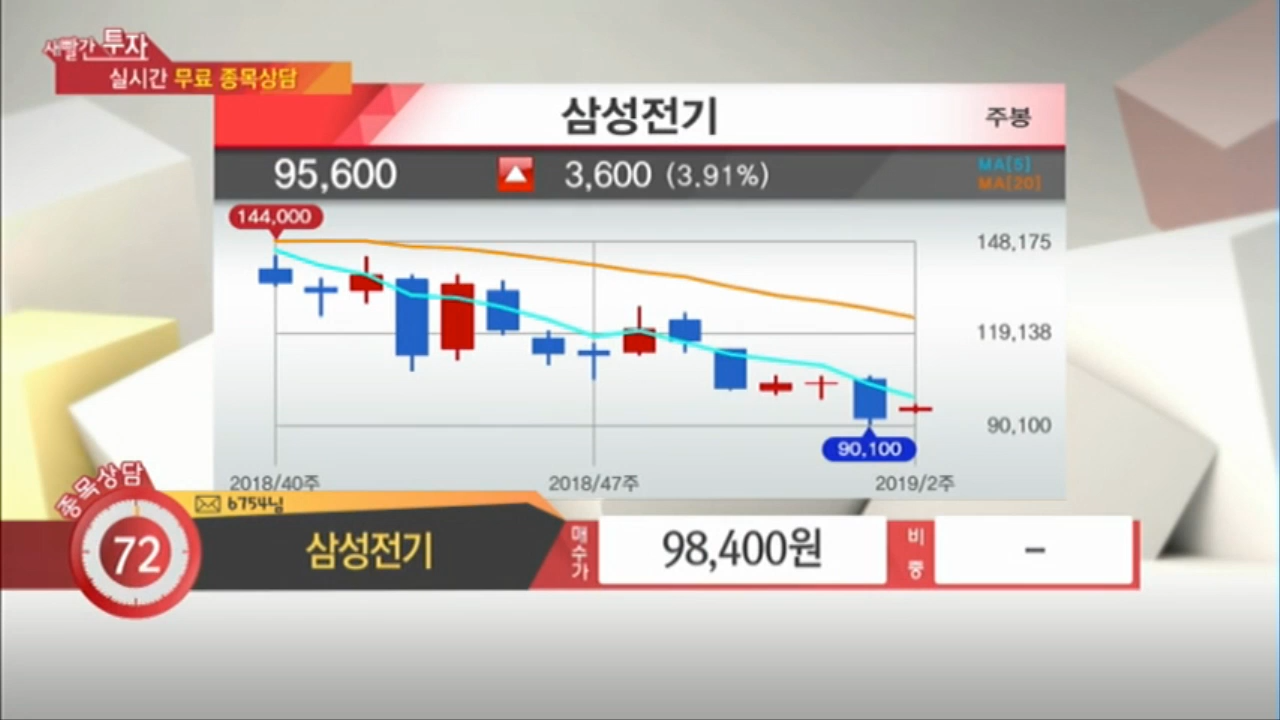 새빨간 투자
실시간 무료 종목상담
삼성전기
주봉
95,600 3,600 (3.91%)
MA[5]
MA[20]
144,000
148,175
119,138
90,100
90,100
2018/40주 2018/47주 2019/2주
종목상담
72
b754님
삼성전기
매수가
98,400원
비중
-